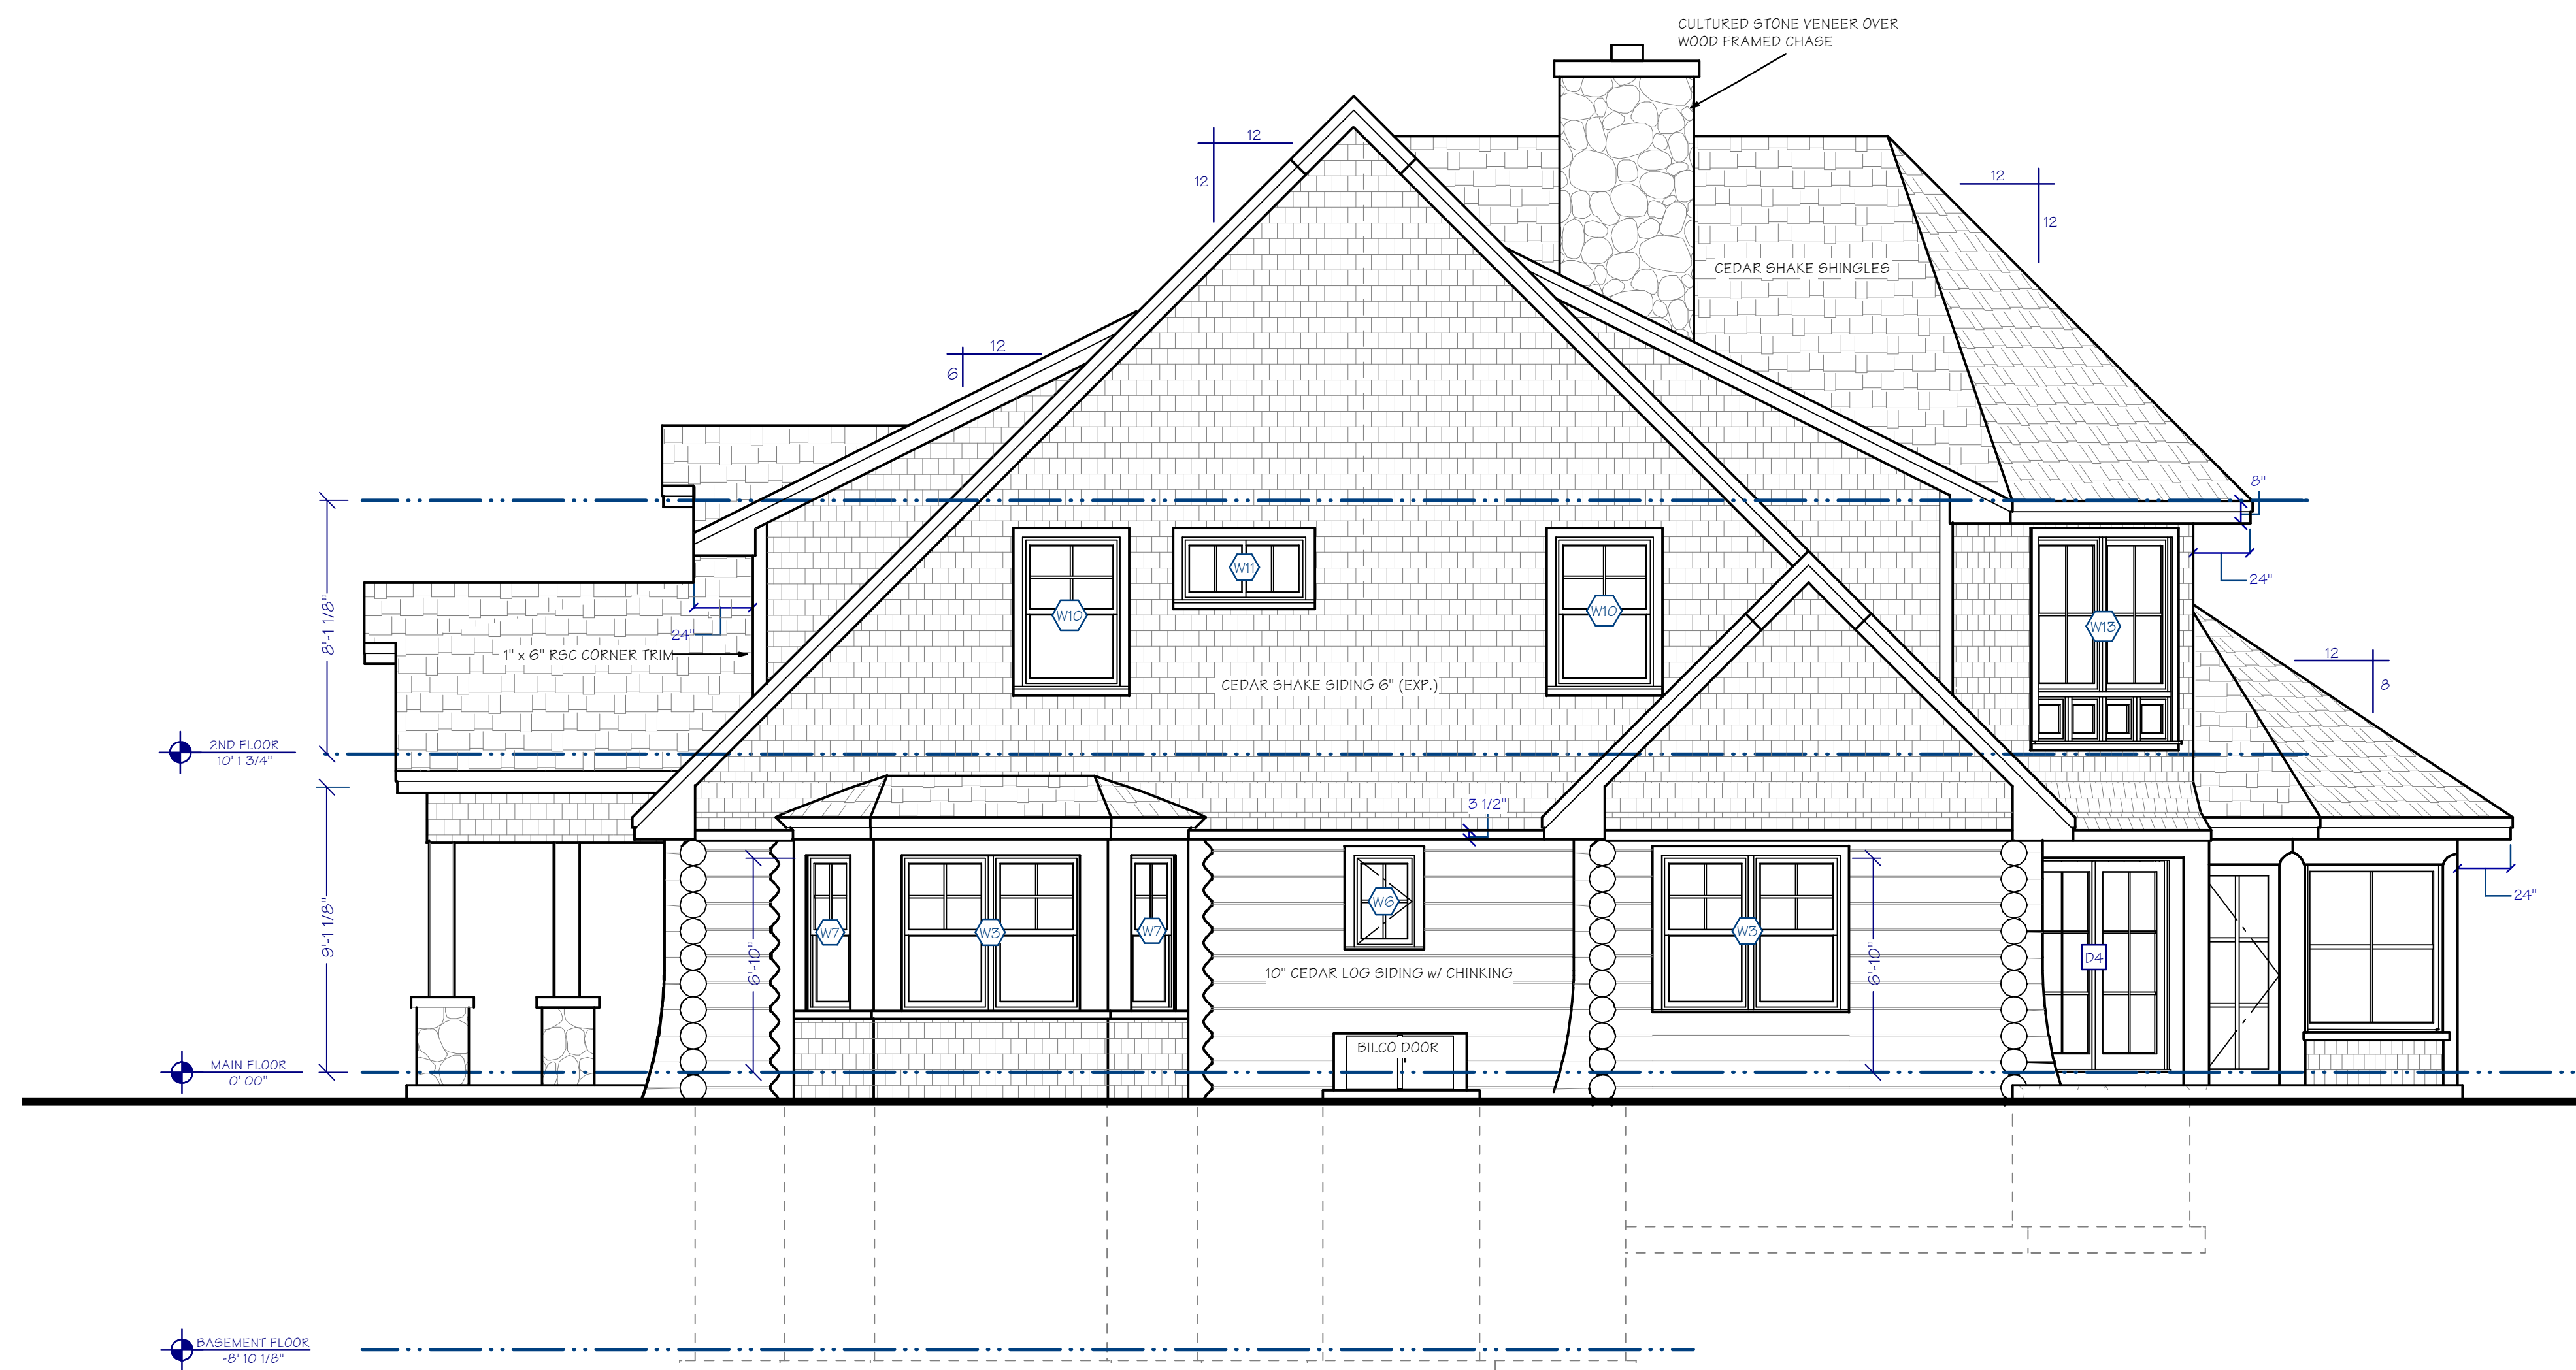 CULTURED STONE VENEER OVER
WOOD FRAMED CHASE
12
12
12
12
CEDAR SHAKE SHINGLES
12
6
8"
24"
W11
W10
W10
W13
8'-1 1/8"
24"
1" x 6" RSC CORNER TRIM
12
8
CEDAR SHAKE SIDING 6" (EXP.)
2ND FLOOR
10' 1 3/4"
3 1/2"
9'-1 1/8"
24"
W7
W3
W7
W6
W3
6'-10"
6'-10"
D4
10" CEDAR LOG SIDING w/ CHINKING
BILCO DOOR
MAIN FLOOR
0' 00"
BASEMENT FLOOR
-8' 10 1/8"